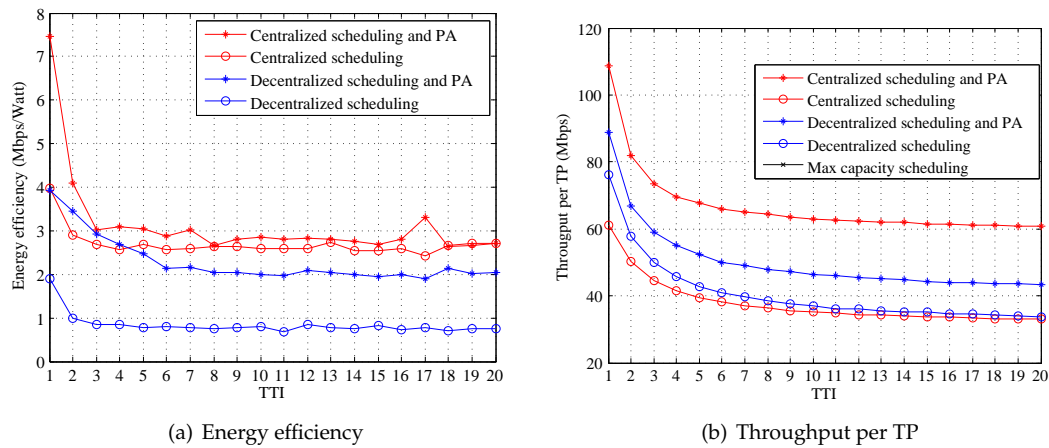 8
7
6
5
4
3
2
1
0
Energy efficiency (Mbps/Watt)
Centralized scheduling and PA
Centralized scheduling
Decentralized scheduling and PA
Decentralized scheduling
1 2 3 4 5 6 7 8 9 10 11 12 13 14 15 16 17 18 19 20
TTI
(a) Energy efficiency
120
100
80
60
40
20
Througput per TP (Mbps)
Centralized scheduling and PA
Centralized scheduling
Decentralized scheduling and PA
Decentralized scheduling
Max capacity scheduling
1 2 3 4 5 6 7 8 9 10 11 12 13 14 15 16 17 18 19 20
TTI
(b) Throughput per TP